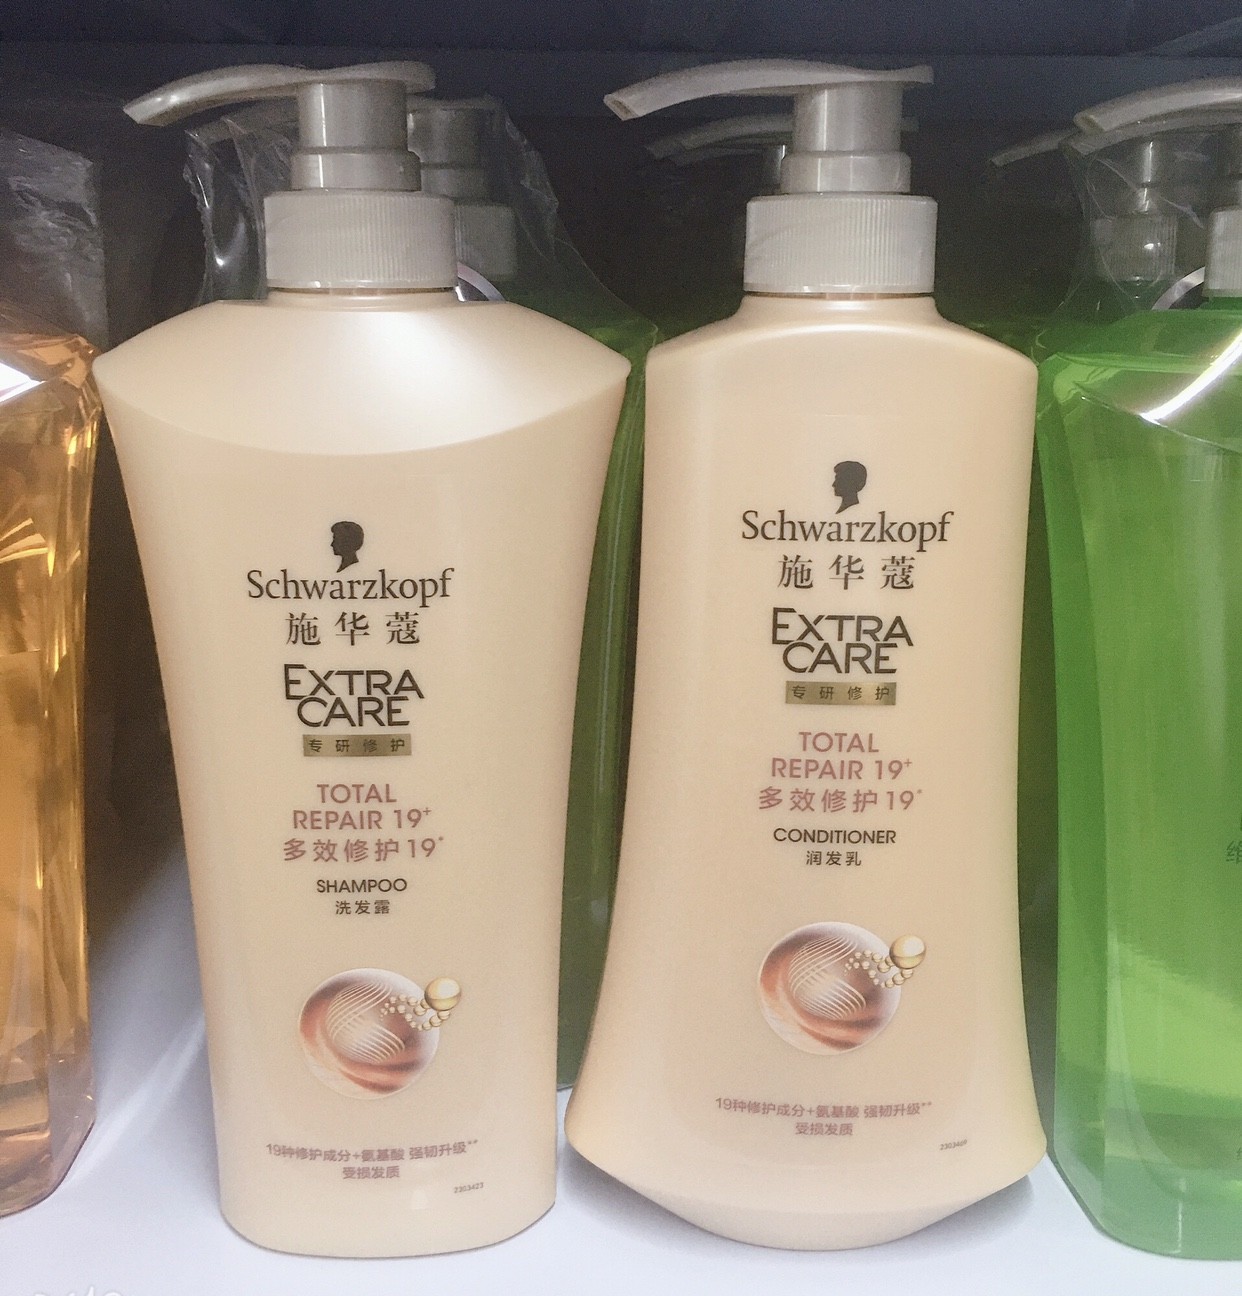 Schwarzkopf
施华蔻
EXTRA
CARE
专研修护
TOTAL
REPAIR 19+
多效修护19*
SHAMPOO
洗发露
19种修护成分+氨基酸 强韧升级**
受损发质
2303423
Schwarzkopf
施华蔻
EXTRA
CARE
专研修护
TOTAL
REPAIR 19+
多效修护19*
CONDITIONER
润发乳
19种修护成分+氨基酸 强韧升级**
受损发质